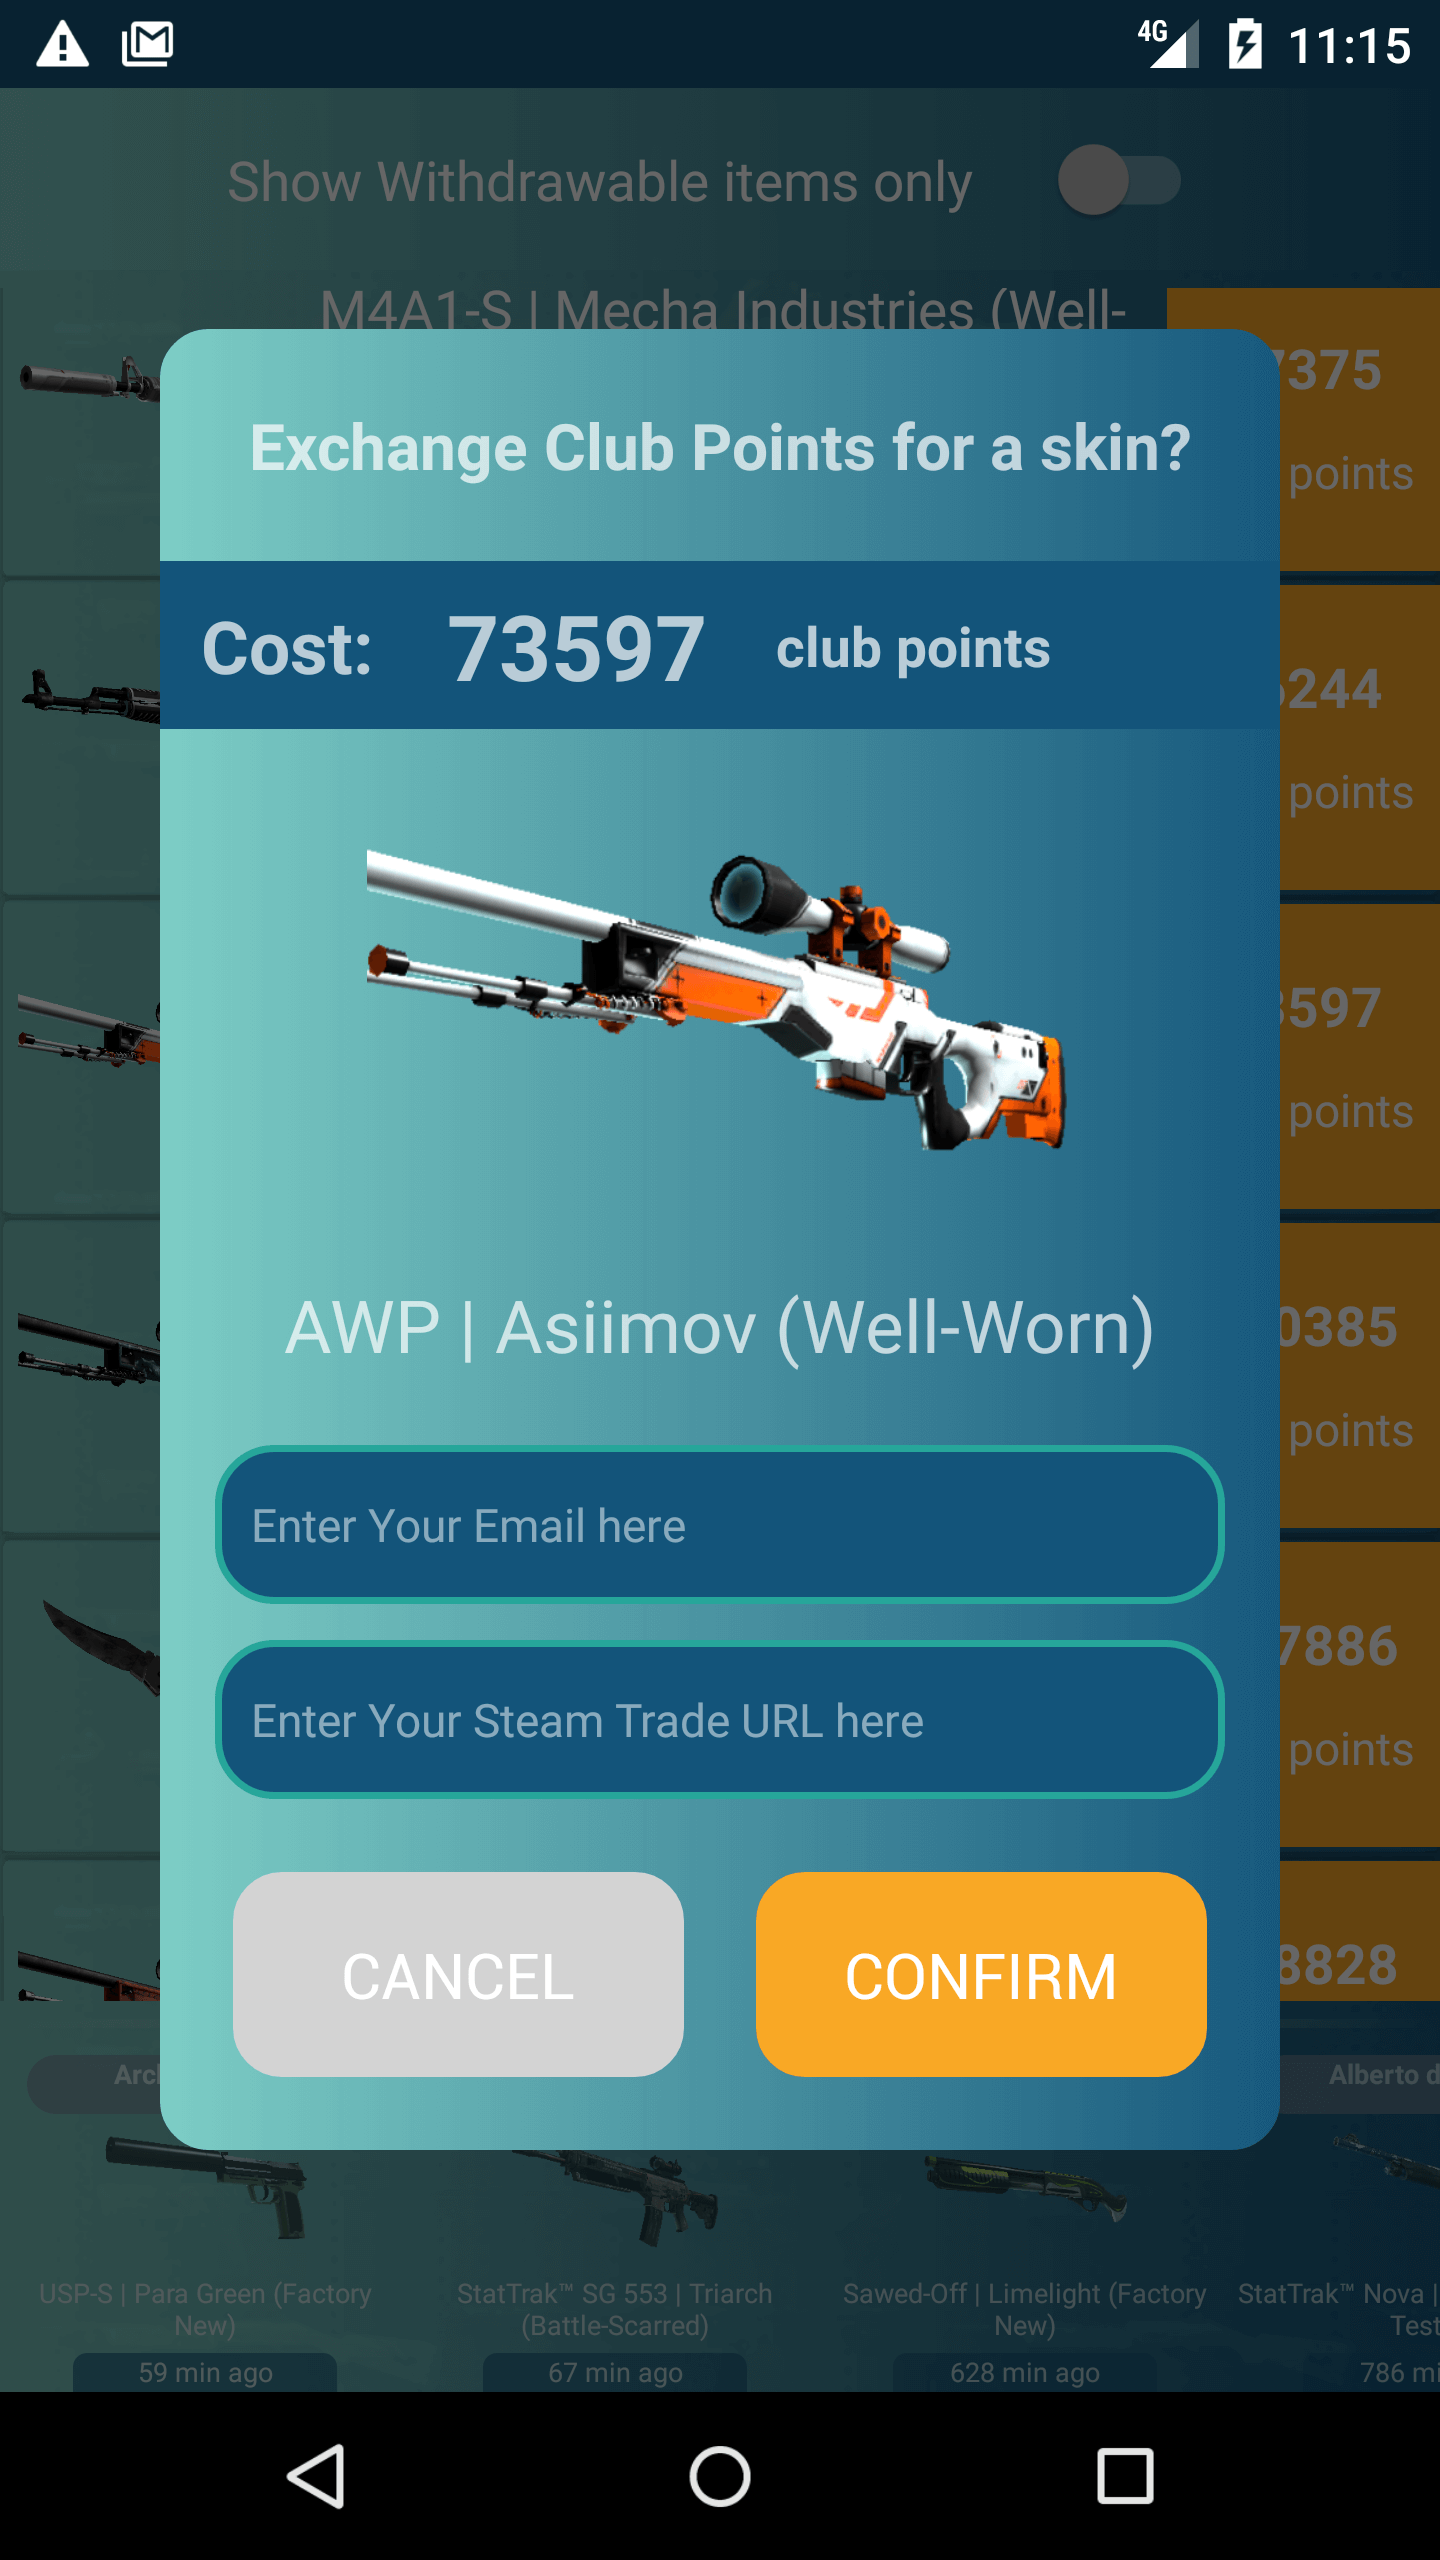 4G 11:15
Show Withdrawable items only
M4A1-S | Mecha Industries (Well-
7375
points
Exchange Club Points for a skin?
Cost: 73597 club points
6244
points
3597
points
0385
points
AWP | Asiimov (Well-Worn)
Enter Your Email here
7886
points
Enter Your Steam Trade URL here
CANCEL
CONFIRM
8828
Alberto d
USP-S | Para Green (Factory
New)
59 min ago
StatTrak™ SG 553 | Triarch
(Battle-Scarred)
67 min ago
Sawed-Off | Limelight (Factory
New)
628 min ago
StatTrak™ Nova |
Test
786 mi